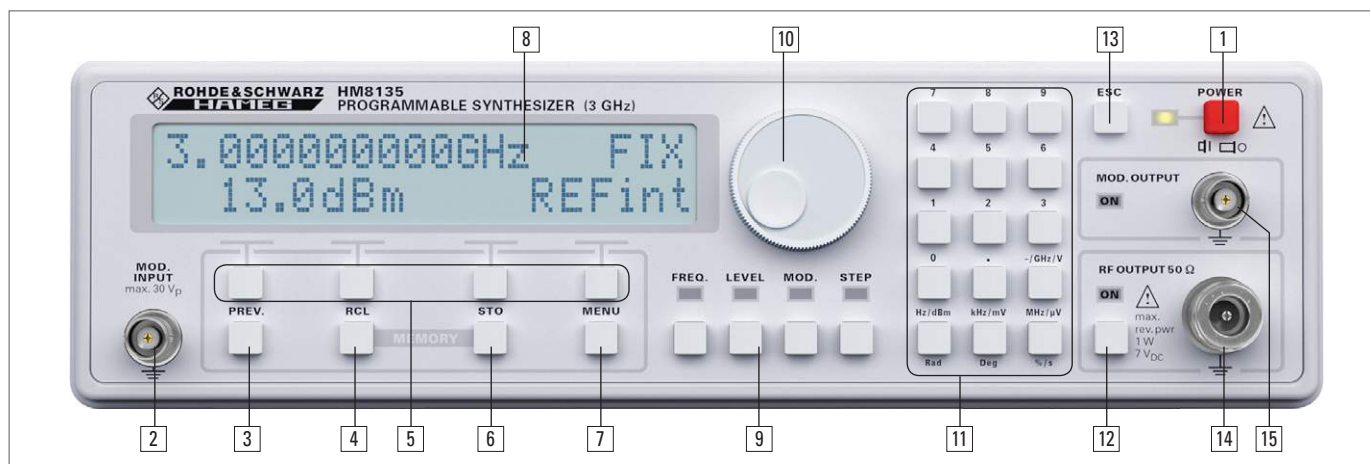 8
10
13
1
ROHDE&SCHWARZ
HAMEG
HM8135
PROGRAMMABLE SYNTHESIZER (3 GHz)
3.000000000GHz FIX
13.0dBm REFint
MOD.
INPUT
max. 30 Vp
PREV.
RCL
MEMORY
STO
MENU
FREQ. LEVEL MOD. STEP
7 8 9
4 5 6
1 2 3
0 . -/GHz/V
Hz/dBm kHz/mV MHz/µV
Rad Deg %/s
ESC
POWER
MOD. OUTPUT
ON
RF OUTPUT 50 Ω
ON
max.
rev. pwr
1 W
7 VDC
2
3
4
5
6
7
9
11
12
14
15